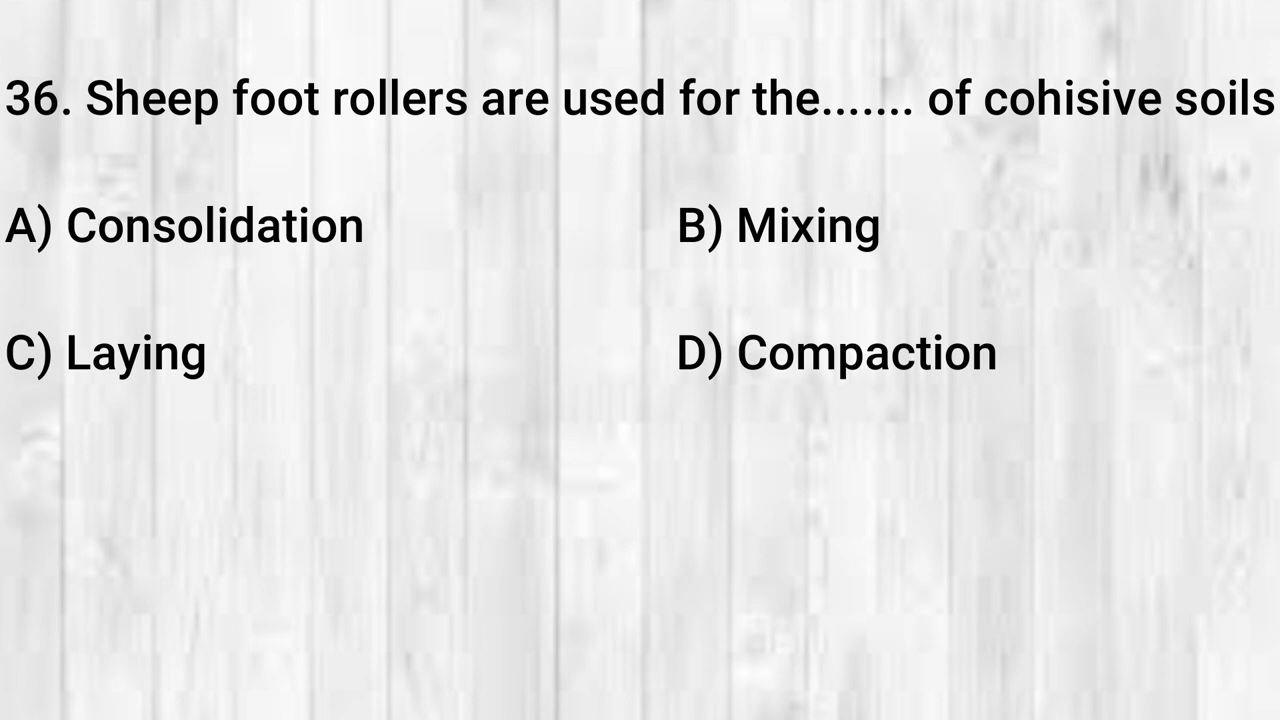 36. Sheep foot rollers are used for the....... of cohisive soils
A) Consolidation B) Mixing
C) Laying D) Compaction